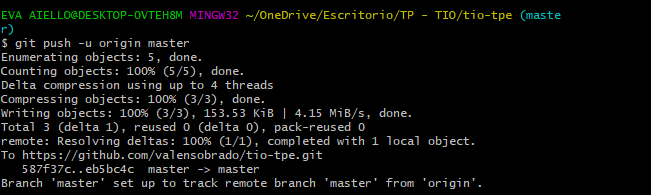 EVA AIELLO@DESKTOP-OVTEH8M MINGW32 ~/OneDrive/Escritorio/TP - TIO/tio-tpe (maste
r)
$ git push -u origin master
Enumerating objects: 5, done.
Counting objects: 100% (5/5), done.
Delta compression using up to 4 threads
Compressing objects: 100% (3/3), done.
Writing objects: 100% (3/3), 153.53 KiB | 4.15 MiB/s, done.
Total 3 (delta 1), reused 0 (delta 0), pack-reused 0
remote: Resolving deltas: 100% (1/1), completed with 1 local object.
To https://github.com/valensobrado/tio-tpe.git
   587f37c..eb5bc4c  master -> master
Branch 'master' set up to track remote branch 'master' from 'origin'.